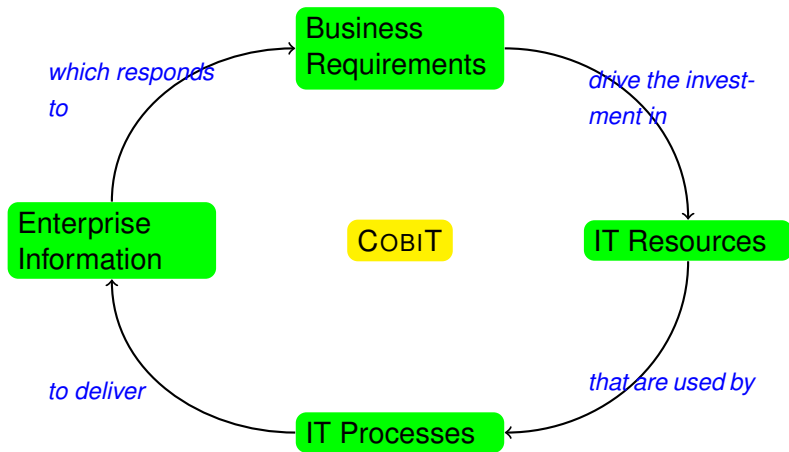 Business
Requirements
which responds
to
drive the invest-
ment in
Enterprise
Information
COBIT
IT Resources
to deliver
that are used by
IT Processes